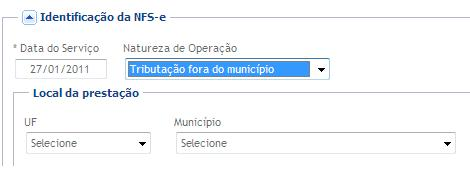 Identificação da NFS-e
* Data do Serviço Natureza de Operação
27/01/2011 Tributação fora do município
Local da prestação
UF Município
Selecione Selecione